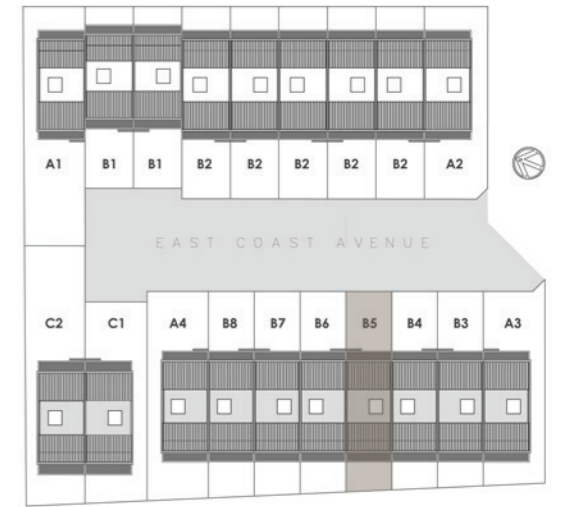 A1 B1 B1 B2 B2 B2 B2 B2 A2
EAST COAST AVENUE
C2 C1 A4 B8 B7 B6 B5 B4 B3 A3